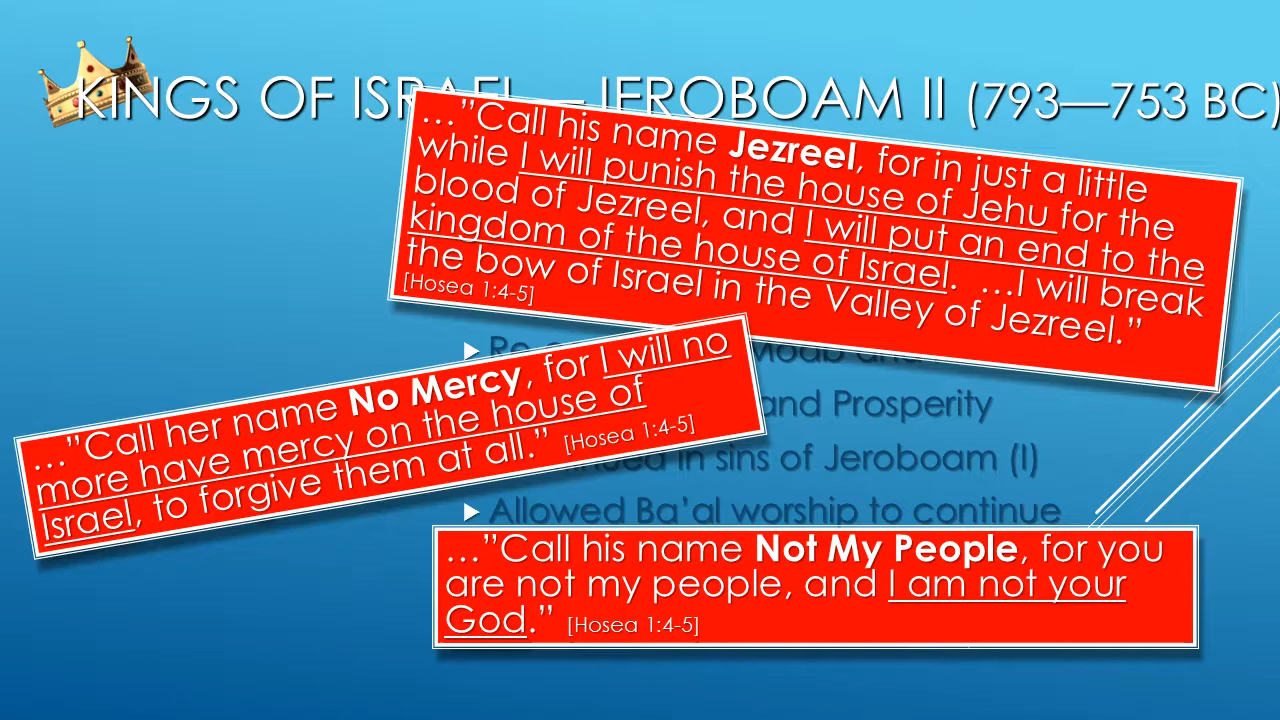 KINGS OF ISRAEL – JEROBOAM II (793—753 BC)
…”Call his name Jezreel, for in just a little
while I will punish the house of Jehu for the
blood of Jezreel, and I will put an end to the
kingdom of the house of Israel.  …I will break
the bow of Israel in the Valley of Jezreel.”
[Hosea 1:4-5]
Moab
and Prosperity
in sins of Jeroboam (I)
Allowed Ba’al worship to continue
…”Call her name No Mercy, for I will no
more have mercy on the house of
Israel, to forgive them at all.” [Hosea 1:4-5]
…”Call his name Not My People, for you
are not my people, and I am not your
God.” [Hosea 1:4-5]